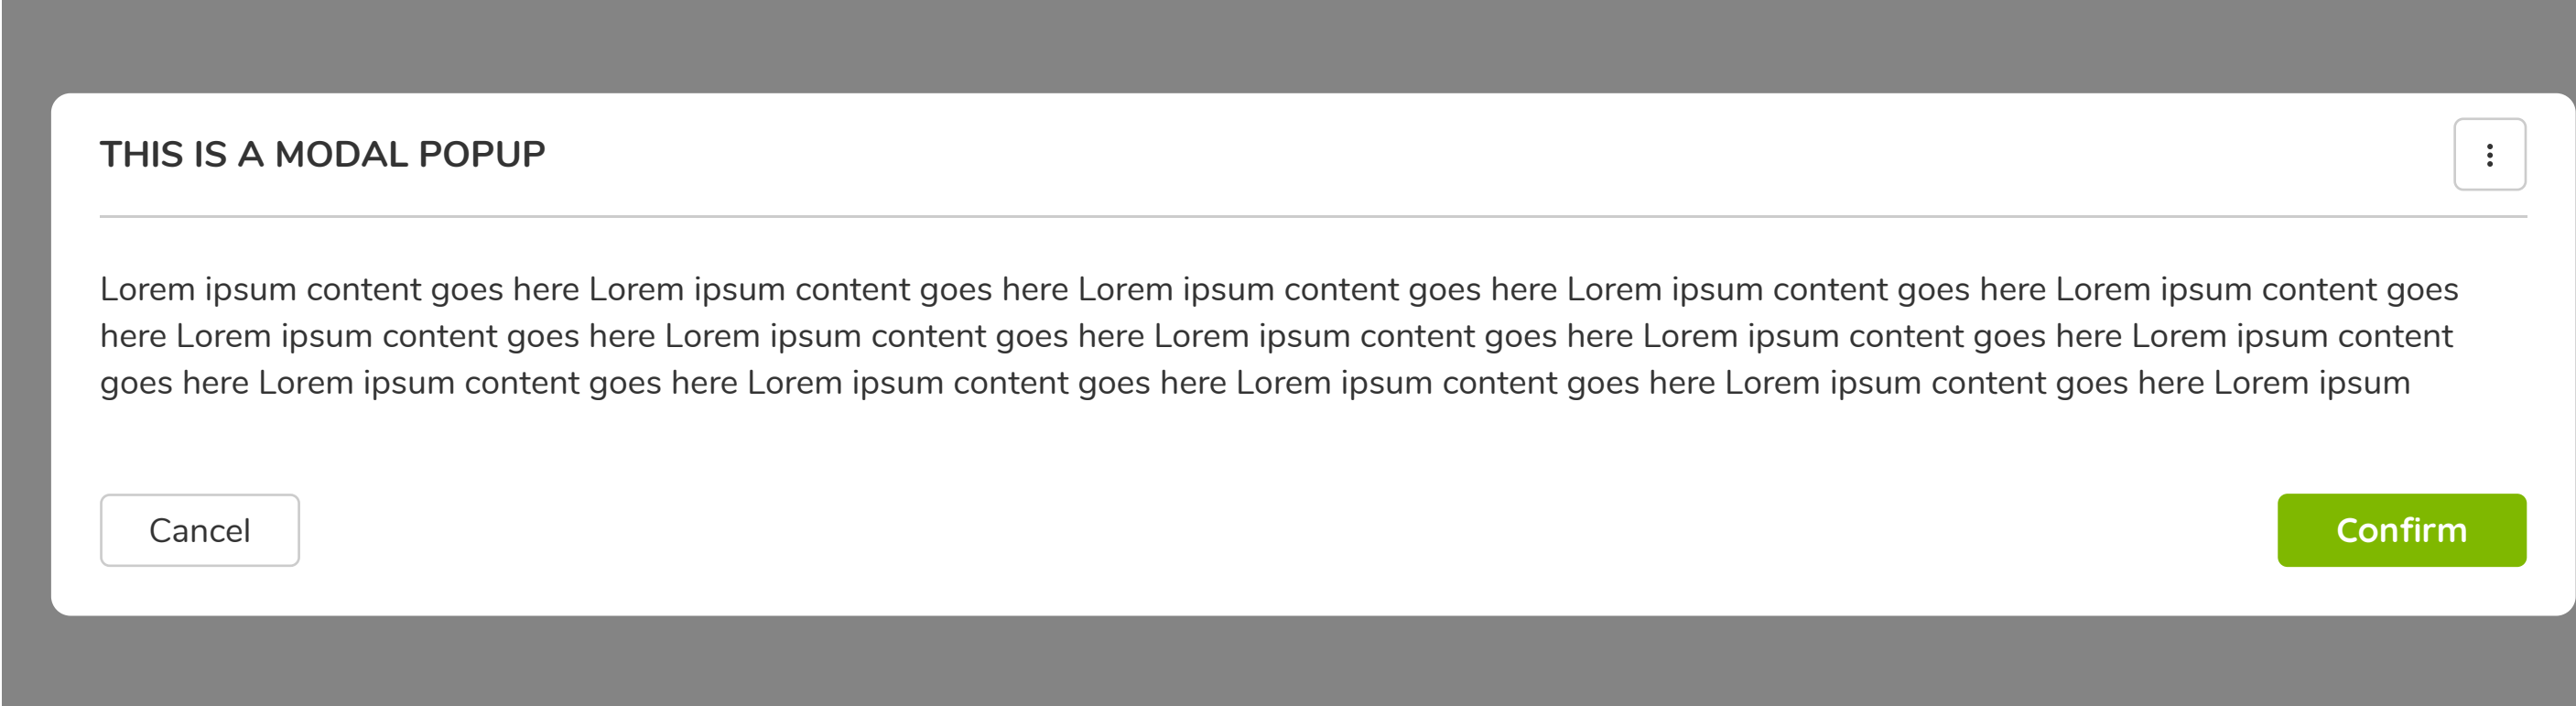 THIS IS A MODAL POPUP
Lorem ipsum content goes here Lorem ipsum content goes here Lorem ipsum content goes here Lorem ipsum content goes here Lorem ipsum content goes
here Lorem ipsum content goes here Lorem ipsum content goes here Lorem ipsum content goes here Lorem ipsum content goes here Lorem ipsum content
goes here Lorem ipsum content goes here Lorem ipsum content goes here Lorem ipsum content goes here Lorem ipsum content goes here Lorem ipsum
Cancel
Confirm